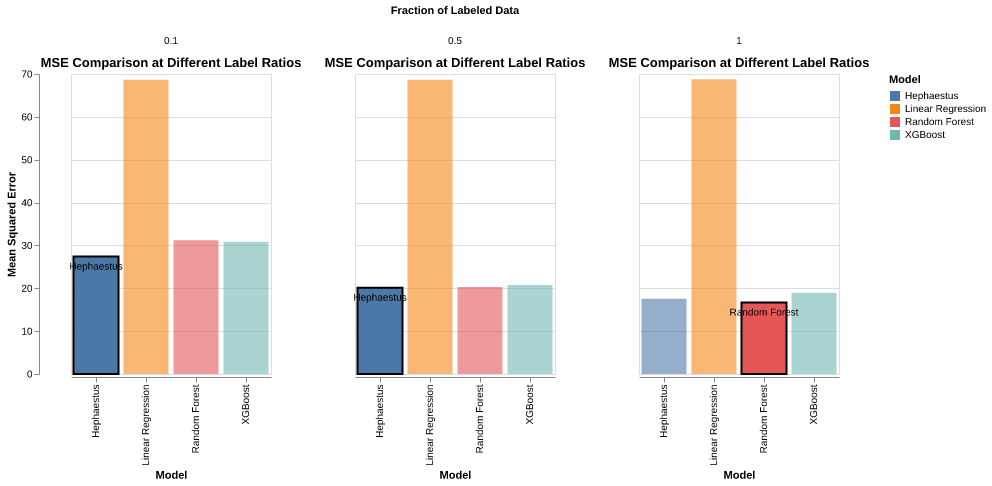 Fraction of Labeled Data
0.1
0.5
1
MSE Comparison at Different Label Ratios
MSE Comparison at Different Label Ratios
MSE Comparison at Different Label Ratios
Mean Squared Error
70
60
50
40
30
20
10
0
Hephaestus
Hephaestus
Linear Regression
Random Forest
XGBoost
Model
Hephaestus
Hephaestus
Linear Regression
Random Forest
XGBoost
Model
Random Forest
Hephaestus
Linear Regression
Random Forest
XGBoost
Model
Model
Hephaestus
Linear Regression
Random Forest
XGBoost